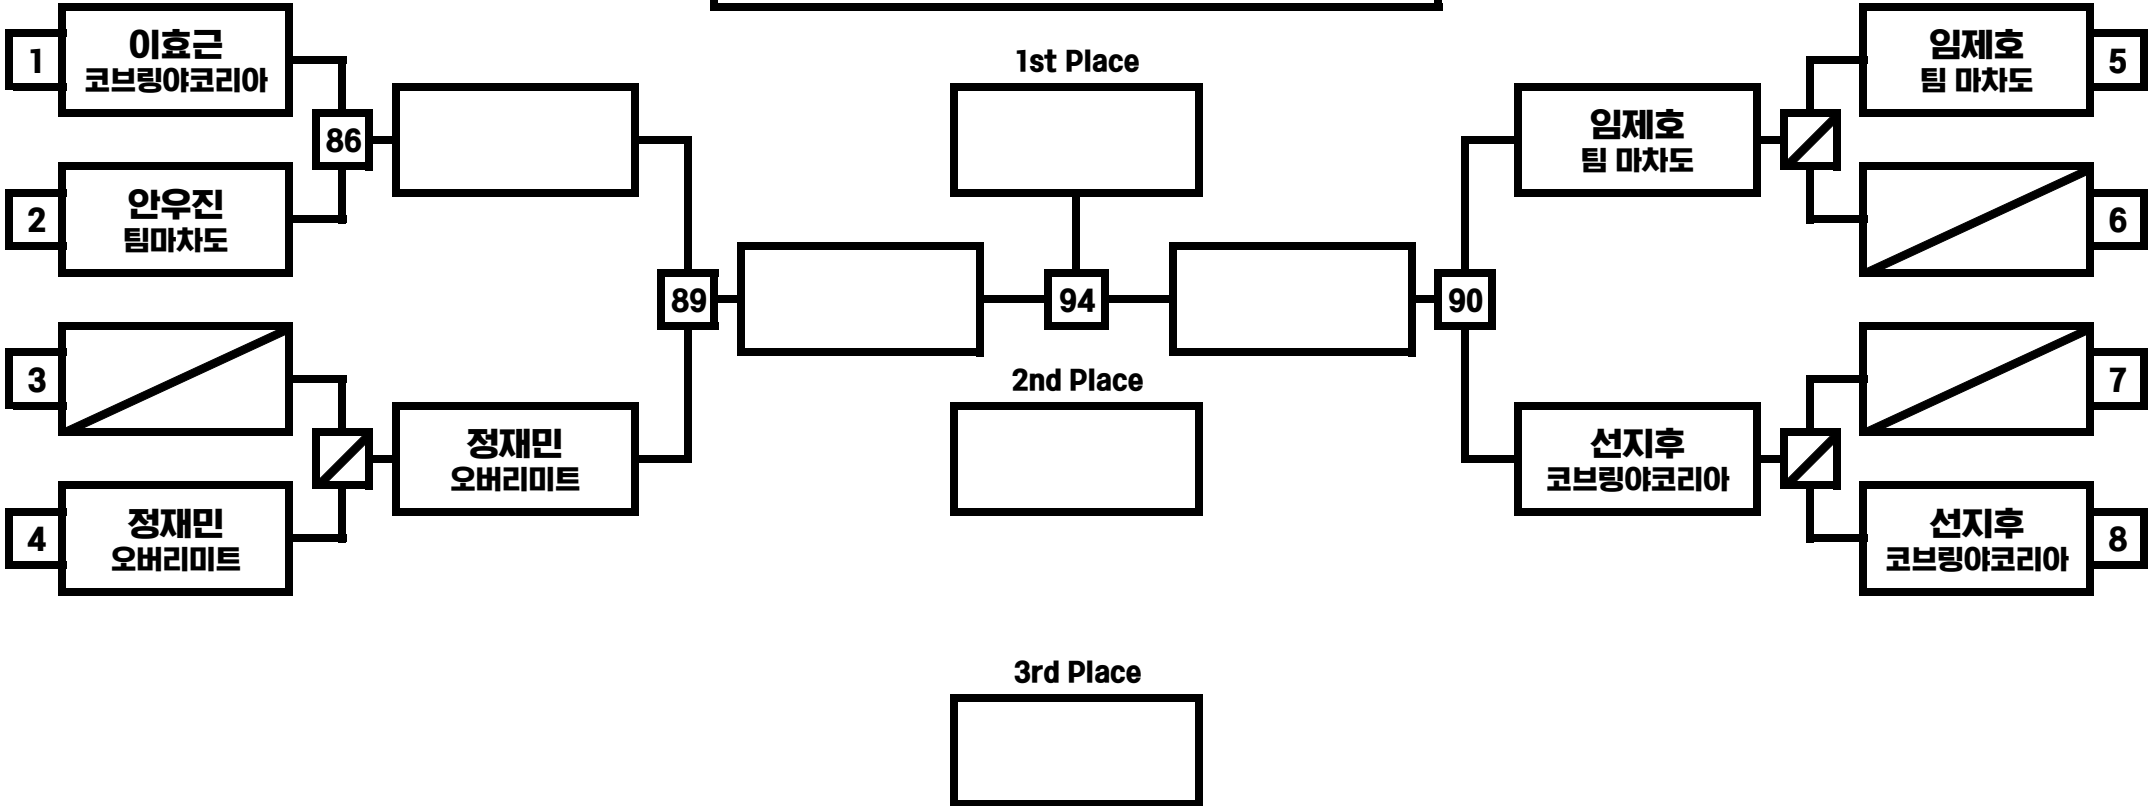 1
이효근
코브링야코리아
86
2
안우진
팀마차도
3
정재민
오버리미트
4
정재민
오버리미트
89
1st Place
94
2nd Place
3rd Place
90
임제호
팀 마차도
선지후
코브링야코리아
임제호
팀 마차도
5
6
7
선지후
코브링야코리아
8